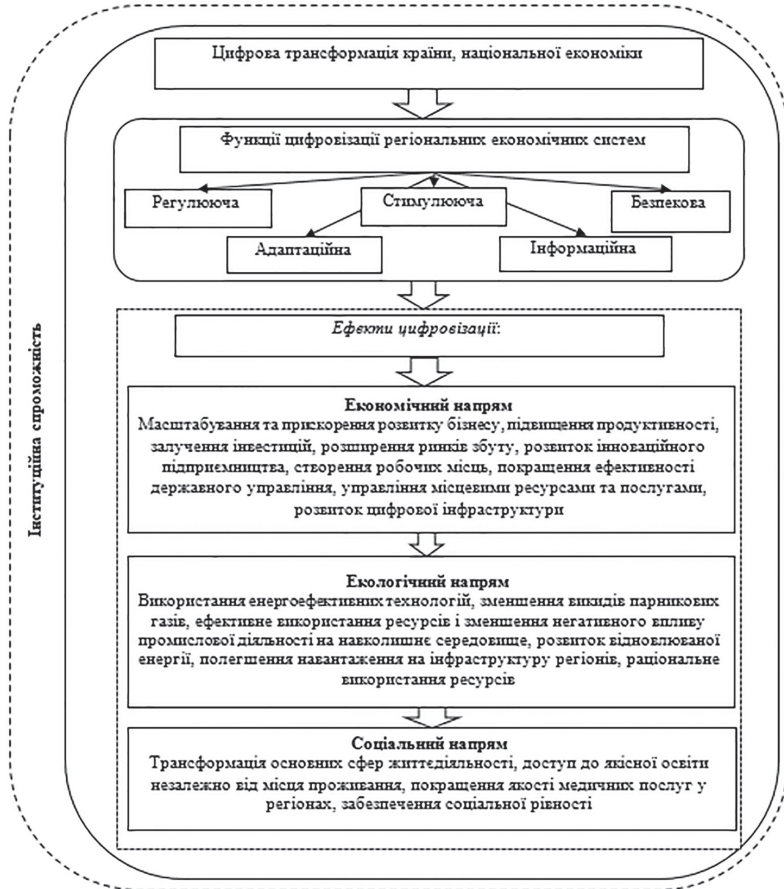 Цифрова трансформація країни, національної економіки
Функції цифровізації регіональних економічних систем
Регулююча
Стимулююча
Безпекова
Адаптаційна
Інформаційна
Інституційна спроможність
Ефекти цифровізації:
Економічний напрям
Масштабування та прискорення розвитку бізнесу, підвищення продуктивності,
залучення інвестицій, розширення ринків збуту, розвиток інноваційного
підприємництва, створення робочих місць, покращення ефективності
державного управління, управління місцевими ресурсами та послугами,
розвиток цифрової інфраструктури
Екологічний напрям
Використання енергоефективних технологій, зменшення викидів парникових
газів, ефективне використання ресурсів і зменшення негативного впливу
промислової діяльності на навколишнє середовище, розвиток відновлюваної
енергії, полегшення навантаження на інфраструктуру регіонів, раціональне
використання ресурсів
Соціальний напрям
Трансформація основних сфер життєдіяльності, доступ до якісної освіти
незалежно від місця проживання, покращення якості медичних послуг у
регіонах, забезпечення соціальної рівності